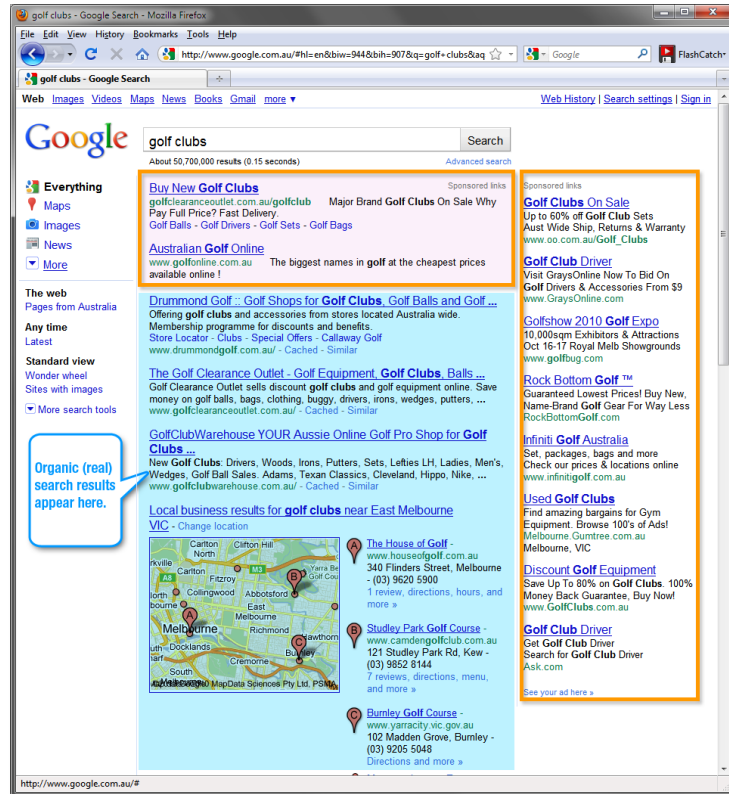 golf clubs - Google Search - Mozilla Firefox
File Edit View History Bookmarks Tools Help
http://www.google.com.au/#hl=en&biw=944&bih=907&q=golf+clubs&aq
Google
FlashCatch
golf clubs - Google Search
Web Images Videos Maps News Books Gmail more ▼
Web History | Search settings | Sign in
Google
golf clubs
Search
About 50,700,000 results (0.15 seconds)
Advanced search
Everything
Maps
Images
News
More
The web
Pages from Australia
Any time
Latest
Standard view
Wonder wheel
Sites with images
More search tools
Organic (real)
search results
appear here.
Buy New Golf Clubs
Sponsored links
golfclearanceoutlet.com.au/golfclub Major Brand Golf Clubs On Sale Why
Pay Full Price? Fast Delivery.
Golf Balls - Golf Drivers - Golf Sets - Golf Bags
Australian Golf Online
www.golfonline.com.au The biggest names in golf at the cheapest prices
available online !
Drummond Golf :: Golf Shops for Golf Clubs, Golf Balls and Golf ...
Offering golf clubs and accessories from stores located Australia wide.
Membership programme for discounts and benefits.
Store Locator - Clubs - Special Offers - Callaway Golf
www.drummondgolf.com.au/ - Cached - Similar
The Golf Clearance Outlet - Golf Equipment, Golf Clubs, Balls ...
Golf Clearance Outlet sells discount golf clubs and golf equipment online. Save
money on golf balls, bags, clothing, buggy, drivers, irons, wedges, putters, ...
www.golfclearanceoutlet.com.au/ - Cached - Similar
GolfClubWarehouse YOUR Aussie Online Golf Pro Shop for Golf
Clubs ...
New Golf Clubs: Drivers, Woods, Irons, Putters, Sets, Lefties LH, Ladies, Men's,
Wedges, Golf Ball Sales. Adams, Texan Classics, Cleveland, Hippo, Nike, ...
www.golfclubwarehouse.com.au/ - Cached - Similar
Local business results for golf clubs near East Melbourne
VIC - Change location
Carlton North
Clifton Hill
Carlton
Fitzroy
A8
Collingwood
Abbotsford
East
Melbourne
Melbourne
Richmond
Docklands
Burnley
Cremorne
South
MapData Sciences Pty Ltd, PSMA
A
B
C
A
The House of Golf -
www.houseofgolf.com.au
340 Flinders Street, Melbourne
- (03) 9620 5900
1 review, directions, hours, and
more »
B
Studley Park Golf Course -
www.camdengolfclub.com.au
121 Studley Park Rd, Kew -
(03) 9852 8144
7 reviews, directions, menu,
and more »
C
Burnley Golf Course -
www.yarracity.vic.gov.au
102 Madden Grove, Burnley -
(03) 9205 5048
Directions and more »
Sponsored links
Golf Clubs On Sale
Up to 60% off Golf Club Sets
Aust Wide Ship, Returns & Warranty
www.oo.com.au/Golf_Clubs
Golf Club Driver
Visit GraysOnline Now To Bid On
Golf Drivers & Accessories From $9
www.GraysOnline.com
Golfshow 2010 Golf Expo
10,000sqm Exhibitors & Attractions
Oct 16-17 Royal Melb Showgrounds
www.golfbug.com
Rock Bottom Golf ™
Guaranteed Lowest Prices! Buy New,
Name-Brand Golf Gear For Way Less
RockBottomGolf.com
Infiniti Golf Australia
Set, packages, bags and more
Check our prices & locations online
www.infinitigolf.com.au
Used Golf Clubs
Find amazing bargains for Gym
Equipment. Browse 100's of Ads!
Melbourne.Gumtree.com.au
Melbourne, VIC
Discount Golf Equipment
Save Up To 80% on Golf Clubs. 100%
Money Back Guarantee, Buy Now!
www.GolfClubs.com.au
Golf Club Driver
Get Golf Club Driver
Search for Golf Club Driver
Ask.com
See your ad here »
http://www.google.com.au/#